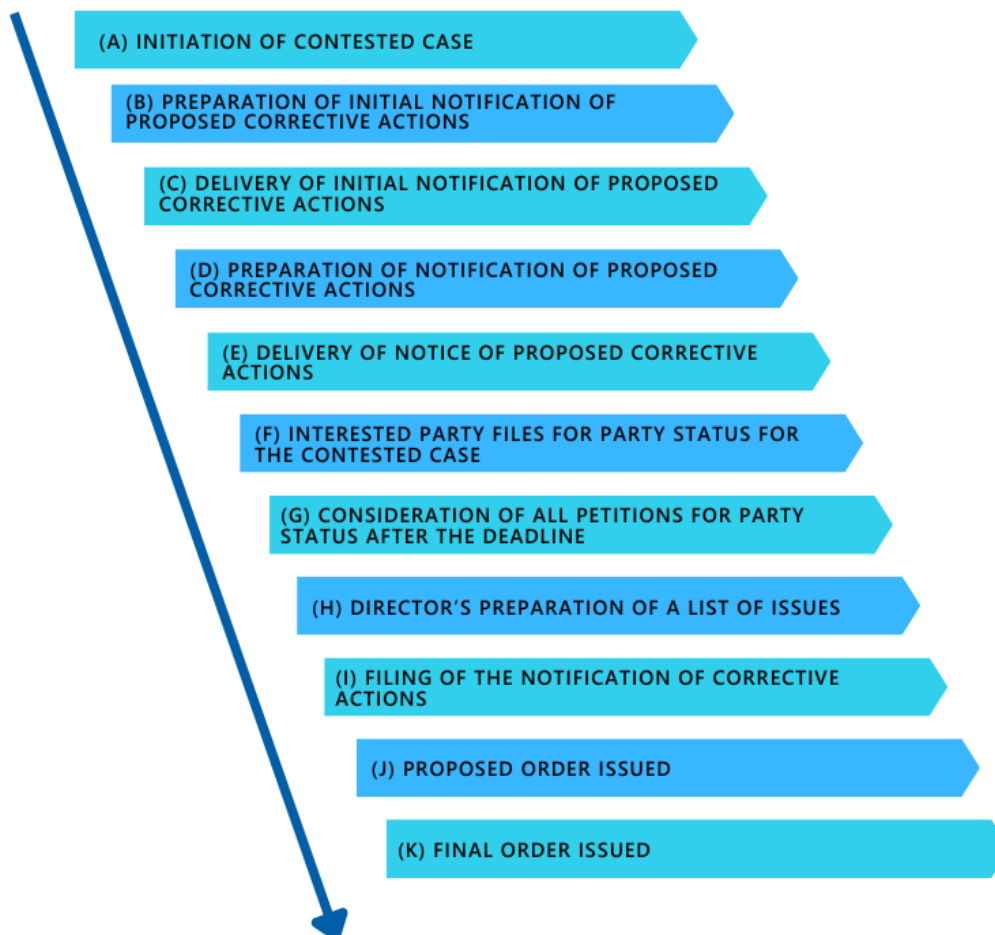 (A) INITIATION OF CONTESTED CASE
(B) PREPARATION OF INITIAL NOTIFICATION OF
PROPOSED CORRECTIVE ACTIONS
(C) DELIVERY OF INITIAL NOTIFICATION OF PROPOSED
CORRECTIVE ACTIONS
(D) PREPARATION OF NOTIFICATION OF PROPOSED
CORRECTIVE ACTIONS
(E) DELIVERY OF NOTICE OF PROPOSED CORRECTIVE
ACTIONS
(F) INTERESTED PARTY FILES FOR PARTY STATUS FOR
THE CONTESTED CASE
(G) CONSIDERATION OF ALL PETITIONS FOR PARTY
STATUS AFTER THE DEADLINE
(H) DIRECTOR'S PREPARATION OF A LIST OF ISSUES
(I) FILING OF THE NOTIFICATION OF CORRECTIVE
ACTIONS
(J) PROPOSED ORDER ISSUED
(K) FINAL ORDER ISSUED